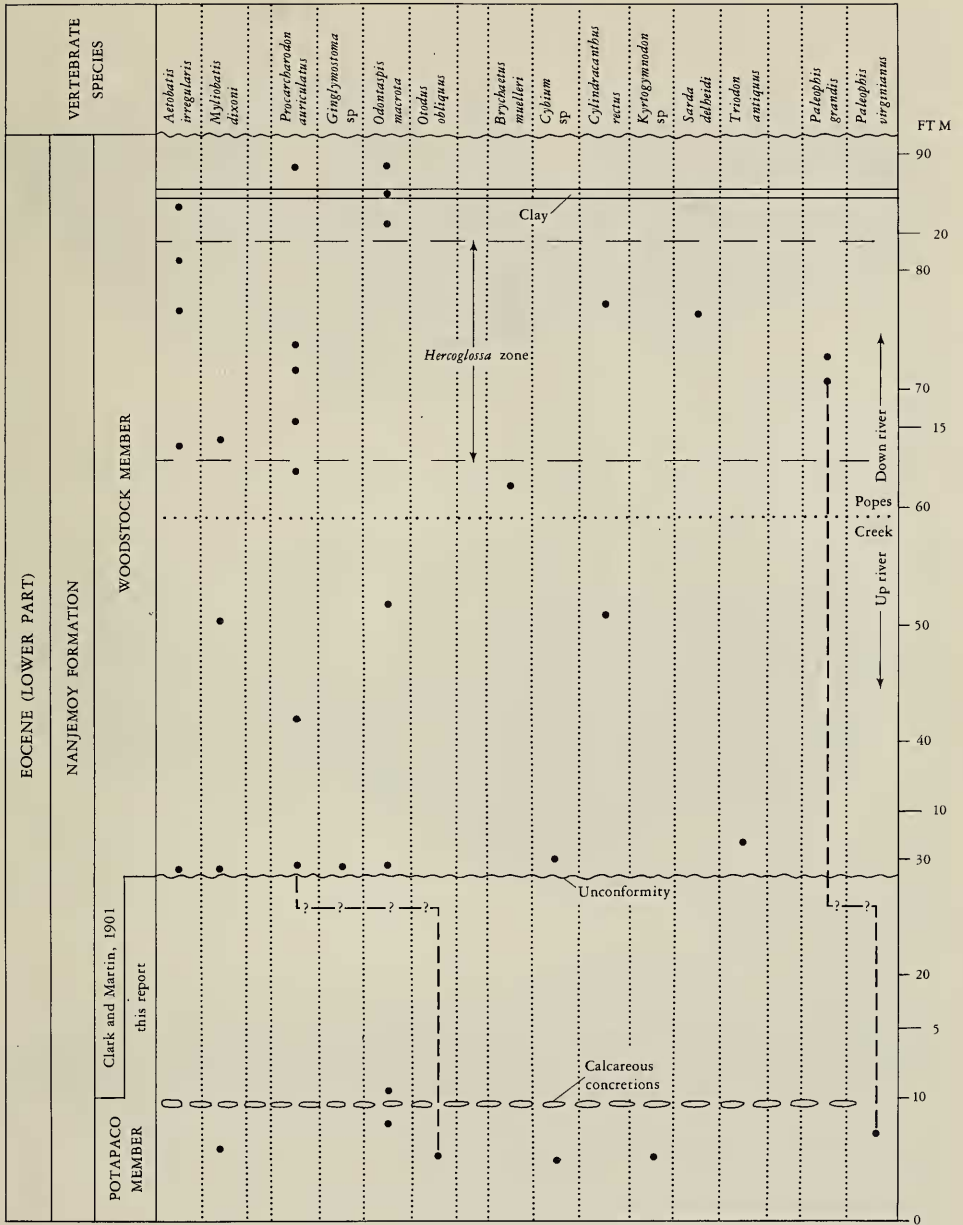 VERTEBRATE
SPECIES
Aetobatis
irregularis
Myliobatis
dixoni
Procarcharodon
auriculatus
Ginglymostoma
sp
Odontaspis
macrota
Otodus
obliquus
Brychaetus
muelleri
Cybium
sp
Cylindracanthus
rectus
Kyrtogymnodon
sp
Sarda
delheidi
Triodon
antiquus
Paleophis
grandis
Paleophis
virginianus
FT M
90
Clay
20
80
Hercoglossa zone
70
15
Down river
Popes
60
Creek
Up river
50
40
10
30
Unconformity
? ? ? ?
? ?
20
5
Calcareous
concretions
10
0
EOCENE (LOWER PART)
NANJEMOY FORMATION
WOODSTOCK MEMBER
Clark and Martin, 1901
this report
POTAPACO
MEMBER